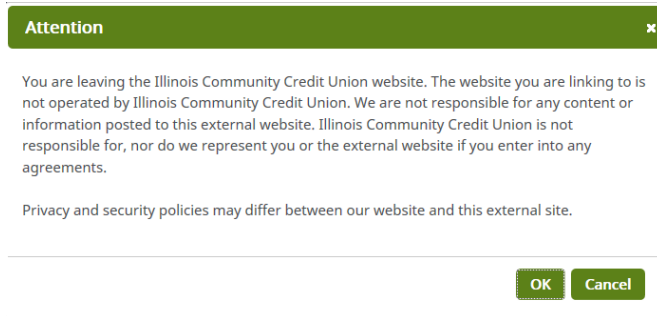 Attention
x
You are leaving the Illinois Community Credit Union website. The website you are linking to is
not operated by Illinois Community Credit Union. We are not responsible for any content or
information posted to this external website. Illinois Community Credit Union is not
responsible for, nor do we represent you or the external website if you enter into any
agreements.
Privacy and security policies may differ between our website and this external site.
OK Cancel